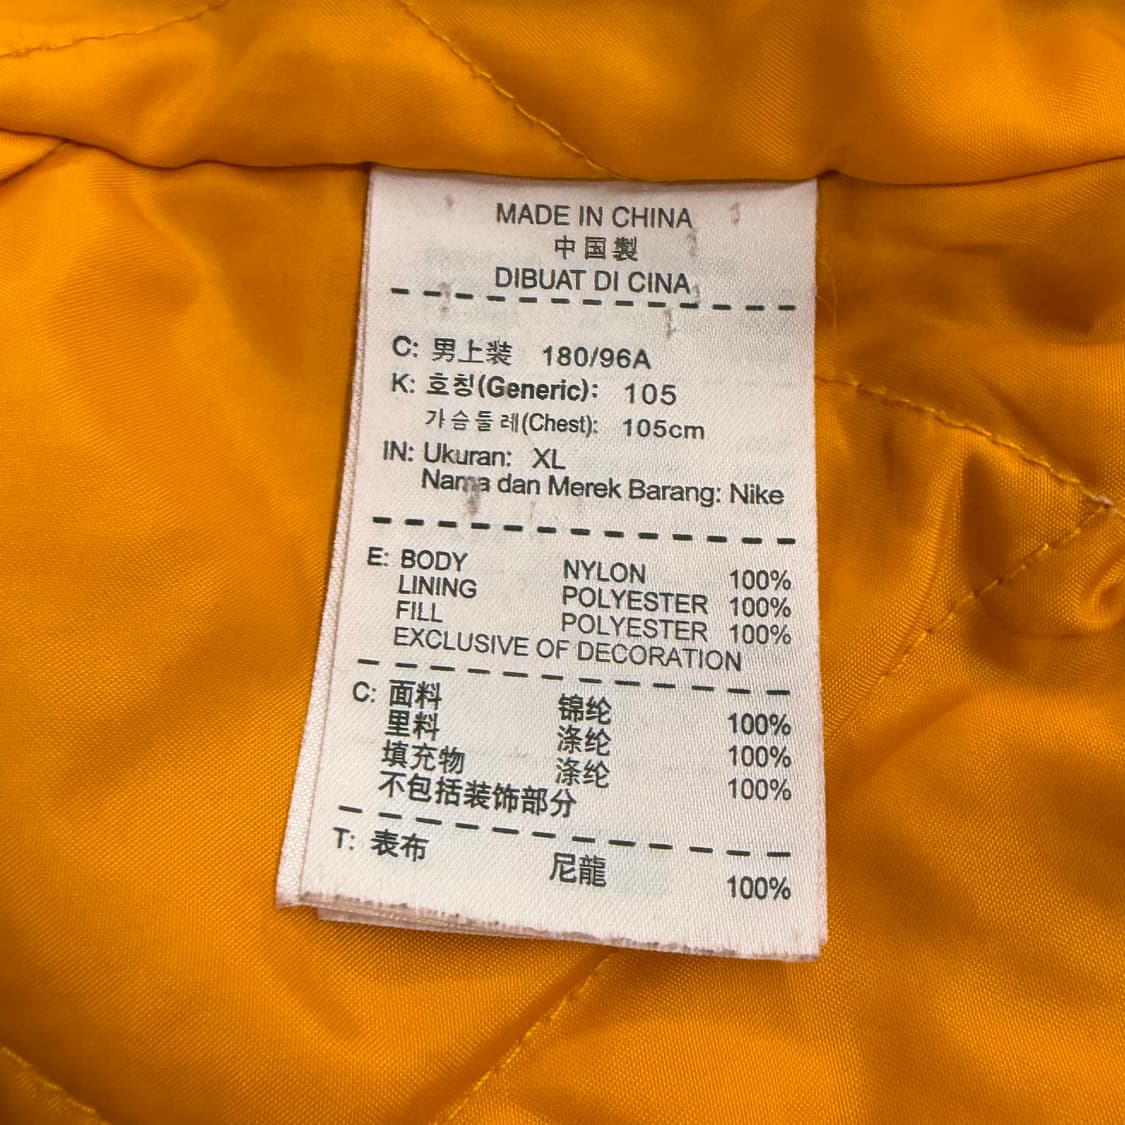 MADE IN CHINA
中国製
DIBUAT DI CINA
C: 男上装 180/96A
K: 호칭(Generic): 105
가슴둘레(Chest): 105cm
IN: Ukuran: XL
Nama dan Merek Barang: Nike
E: BODY NYLON 100%
LINING POLYESTER 100%
FILL POLYESTER 100%
EXCLUSIVE OF DECORATION
C: 面料 锦纶 100%
里料 涤纶 100%
填充物 涤纶 100%
不包括装饰部分
T: 表布 尼龍 100%